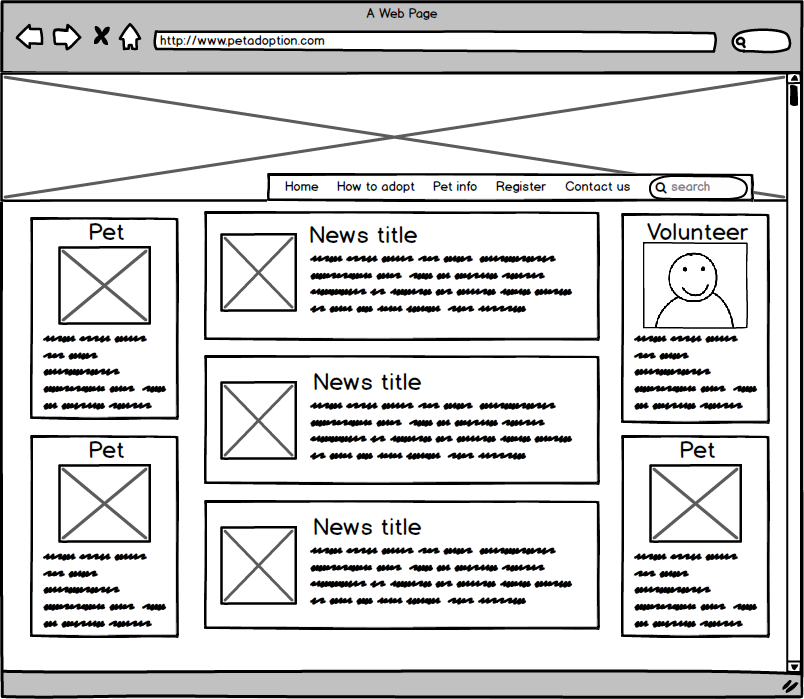 A Web Page
http://www.petadoption.com
Home How to adopt Pet info Register Contact us search
Pet
News title
Volunteer
News title
Pet
Pet
News title